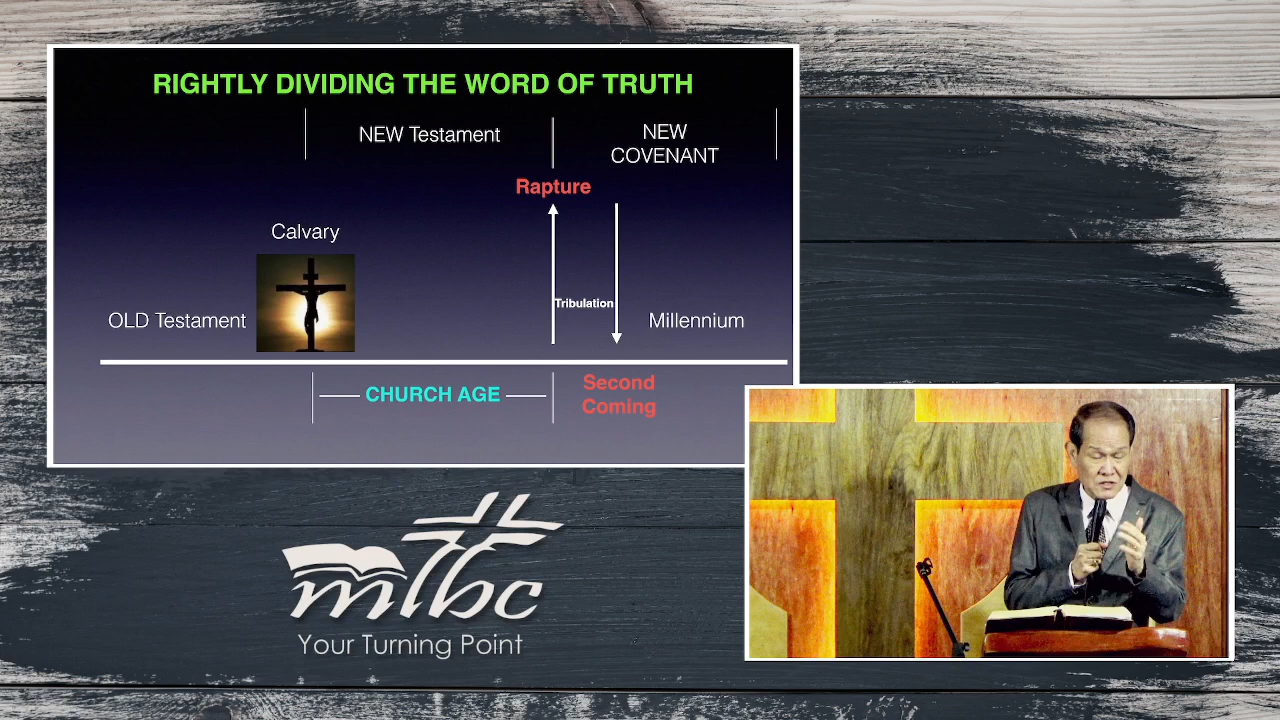 RIGHTLY DIVIDING THE WORD OF TRUTH
NEW Testament
NEW
COVENANT
Rapture
Calvary
Tribulation
OLD Testament
Millennium
CHURCH AGE
Second
Coming
mlbc
Your Turning Point